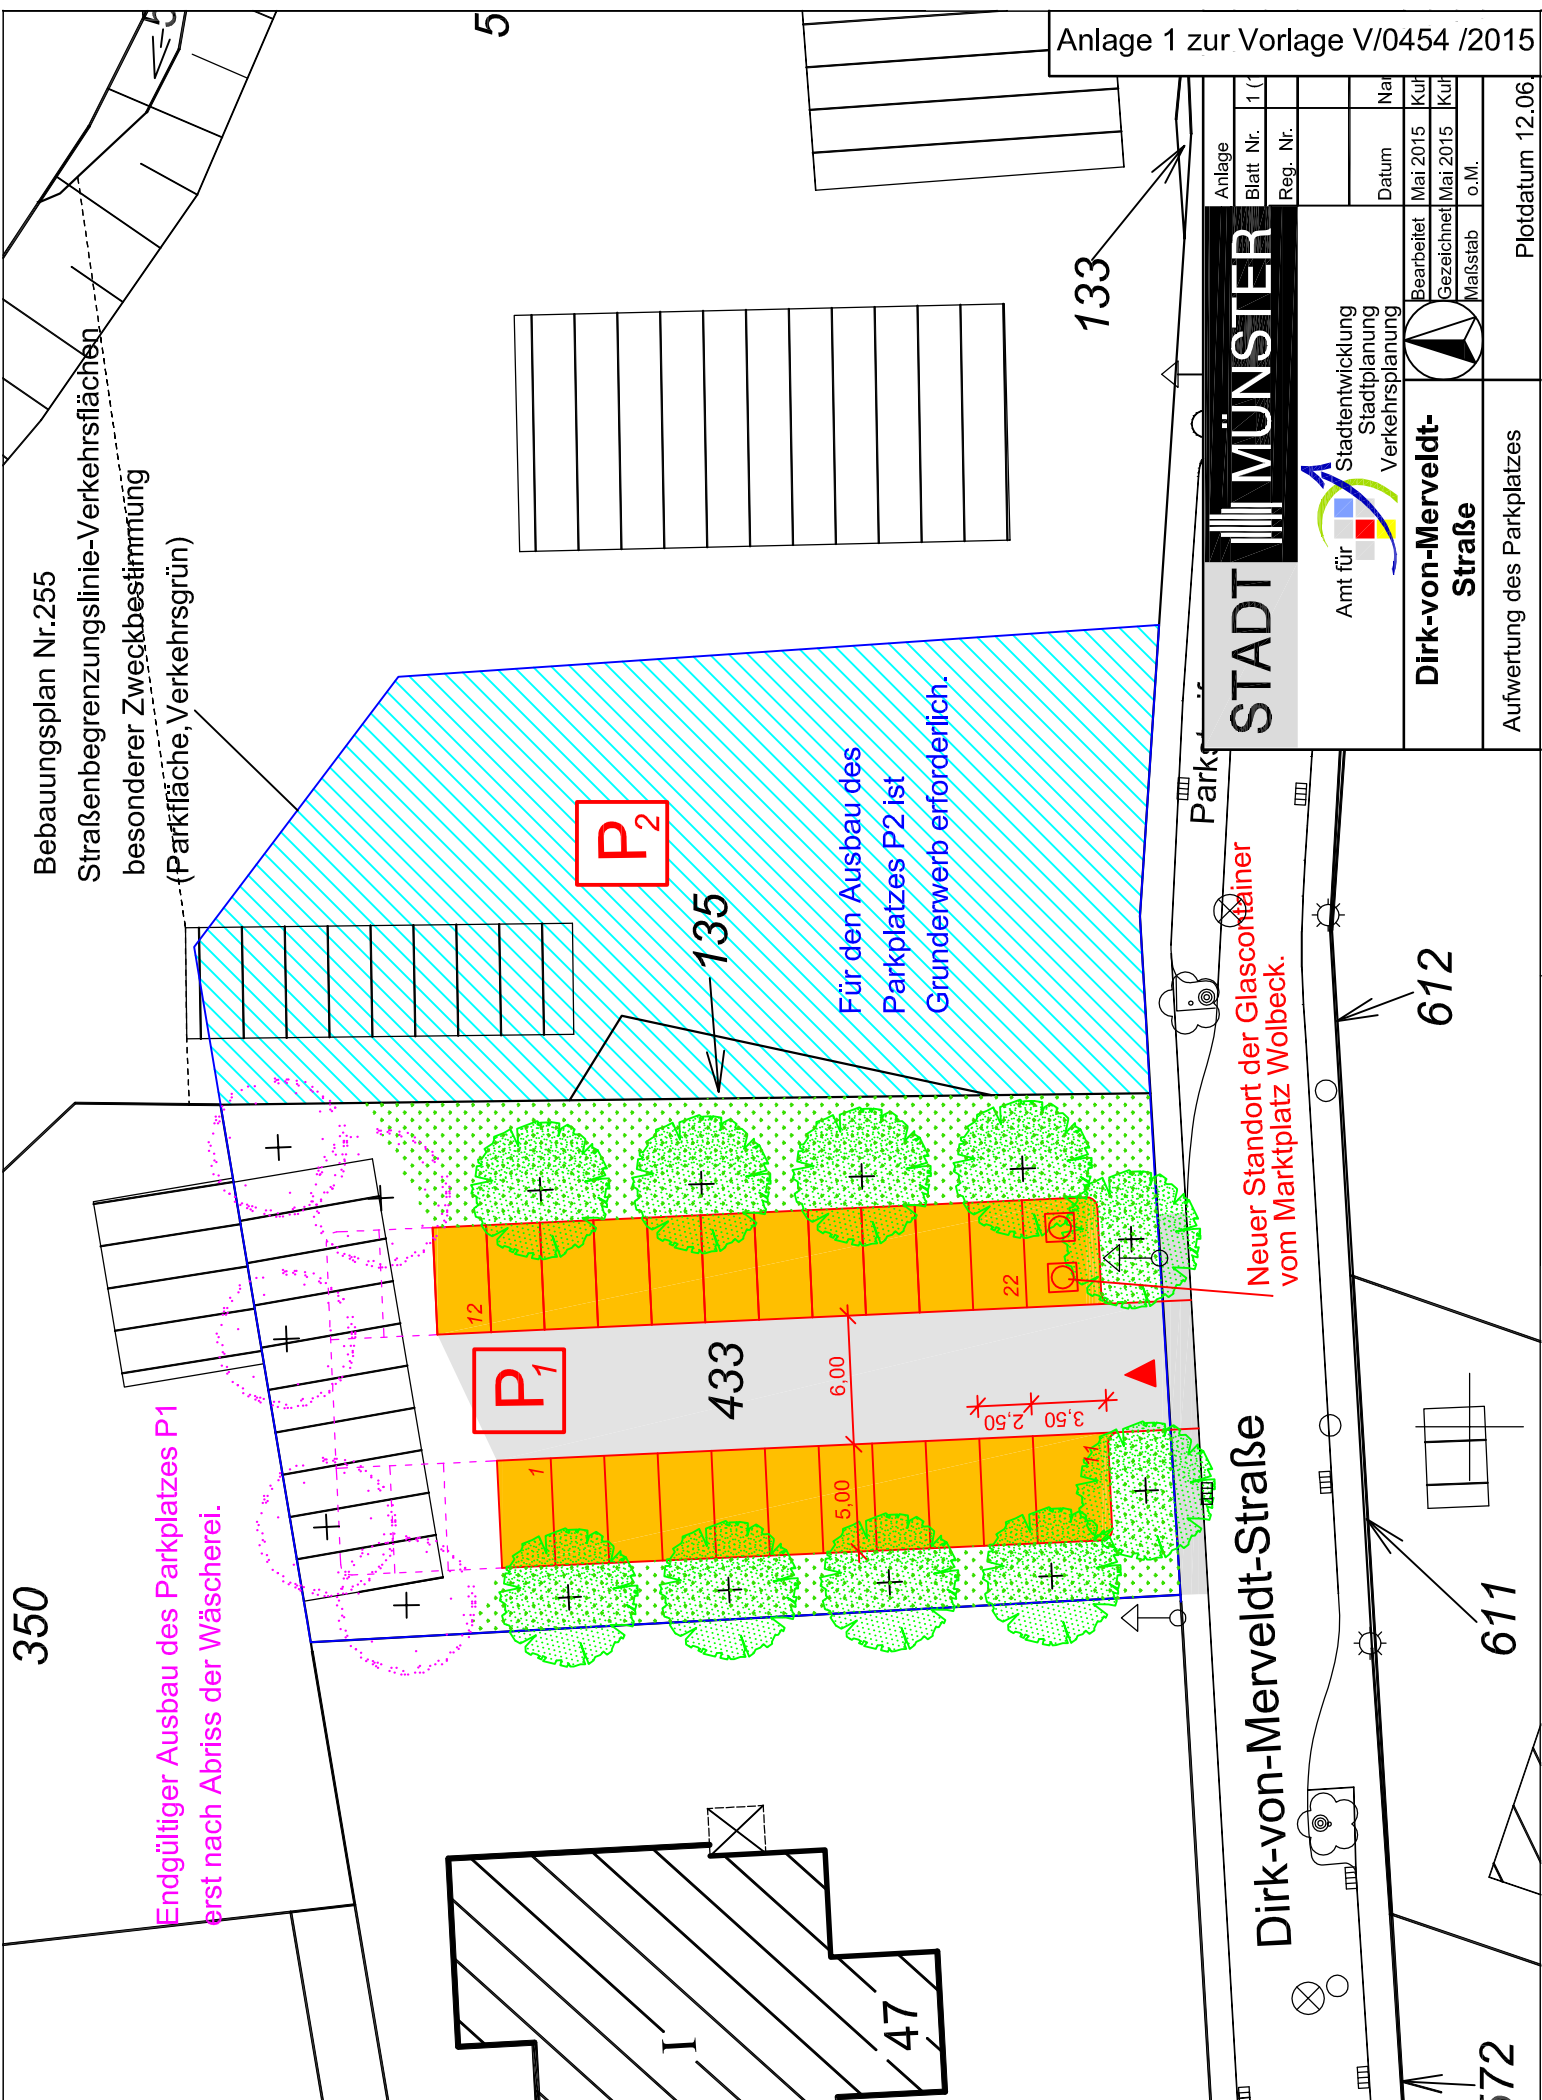 Anlage 1 zur Vorlage V/0454 /2015
Bebauungsplan Nr.255
Straßenbegrenzungslinie-Verkehrsflächen
besonderer Zweckbestimmung
(Parkfläche,Verkehrsgrün)
350
Endgültiger Ausbau des Parkplatzes P1
erst nach Abriss der Wäscherei.
5
133
P2
135
Für den Ausbau des
Parkplatzes P2 ist
Grunderwerb erforderlich.
P1
433
12
22
1
11
6,00
5,00
2,50
3,50
I
47
Neuer Standort der Glascontainer
vom Marktplatz Wolbeck.
Dirk-von-Merveldt-Straße
612
611
572
STADT MÜNSTER
Amt für
Stadtentwicklung
Stadtplanung
Verkehrsplanung
Anlage
Blatt Nr. 1
Reg. Nr.
Datum
Bearbeitet Mai 2015
Gezeichnet Mai 2015
Maßstab o.M.
Dirk-von-Merveldt-
Straße
Aufwertung des Parkplatzes
Plotdatum 12.06.